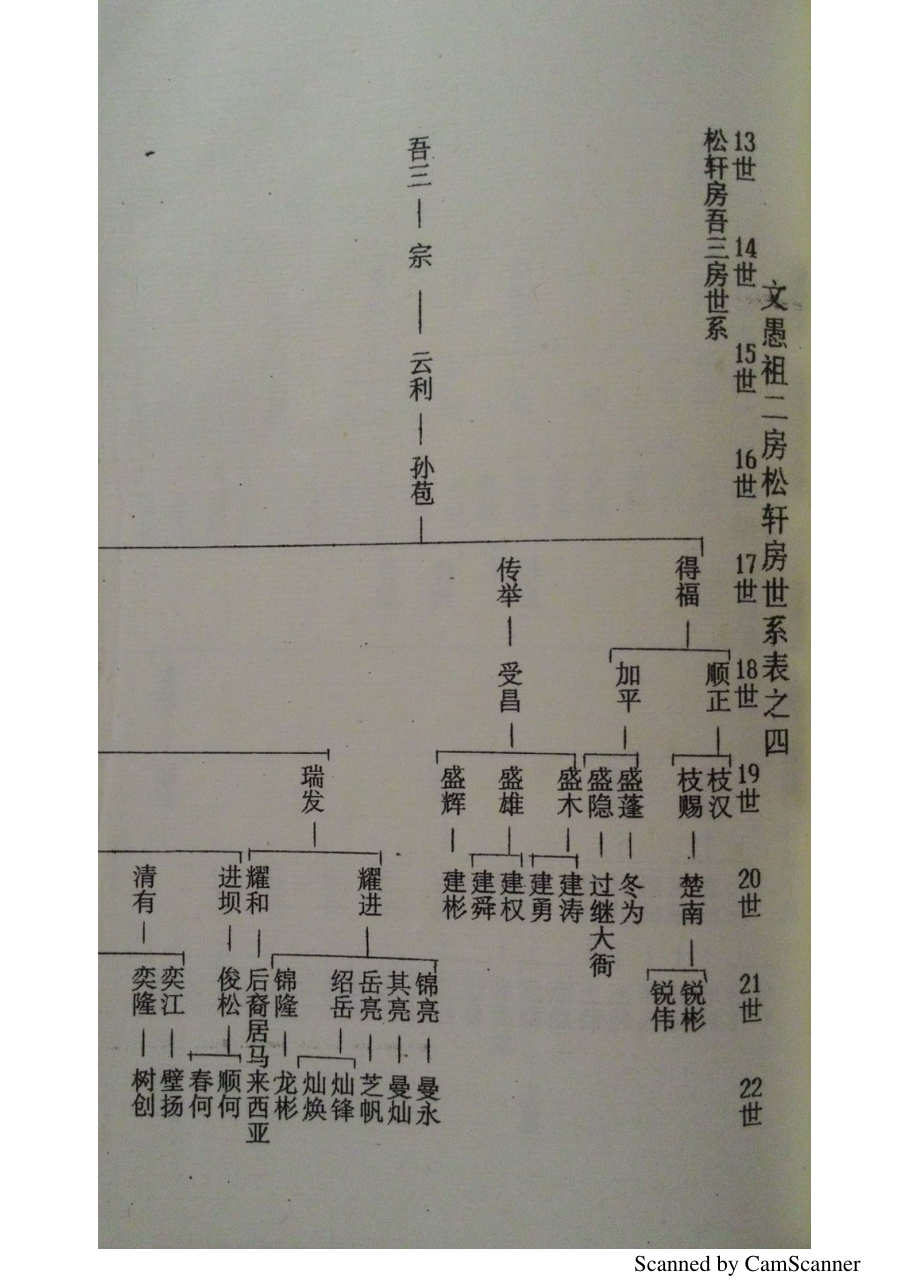 文愚祖二房松轩房世系表之四
13世
14世
15世
16世
17世
18世
19世
20世
21世
22世
松轩房吾三房世系
吾三
宗
云利
孙苞
得福
传举
顺正
加平
受昌
枝汉
枝赐
盛蓬
盛隐
盛木
盛雄
盛辉
瑞发
楚南
冬为
过继大衙
建涛
建勇
建权
建舜
建彬
耀进
耀和
进坝
清有
锐彬
锐伟
锦亮
其亮
岳亮
绍岳
锦隆
后裔居马来西亚
俊松
奕江
奕隆
曼永
曼灿
芝帆
灿锋
灿焕
龙彬
顺何
春何
壁扬
树创
Scanned by CamScanner